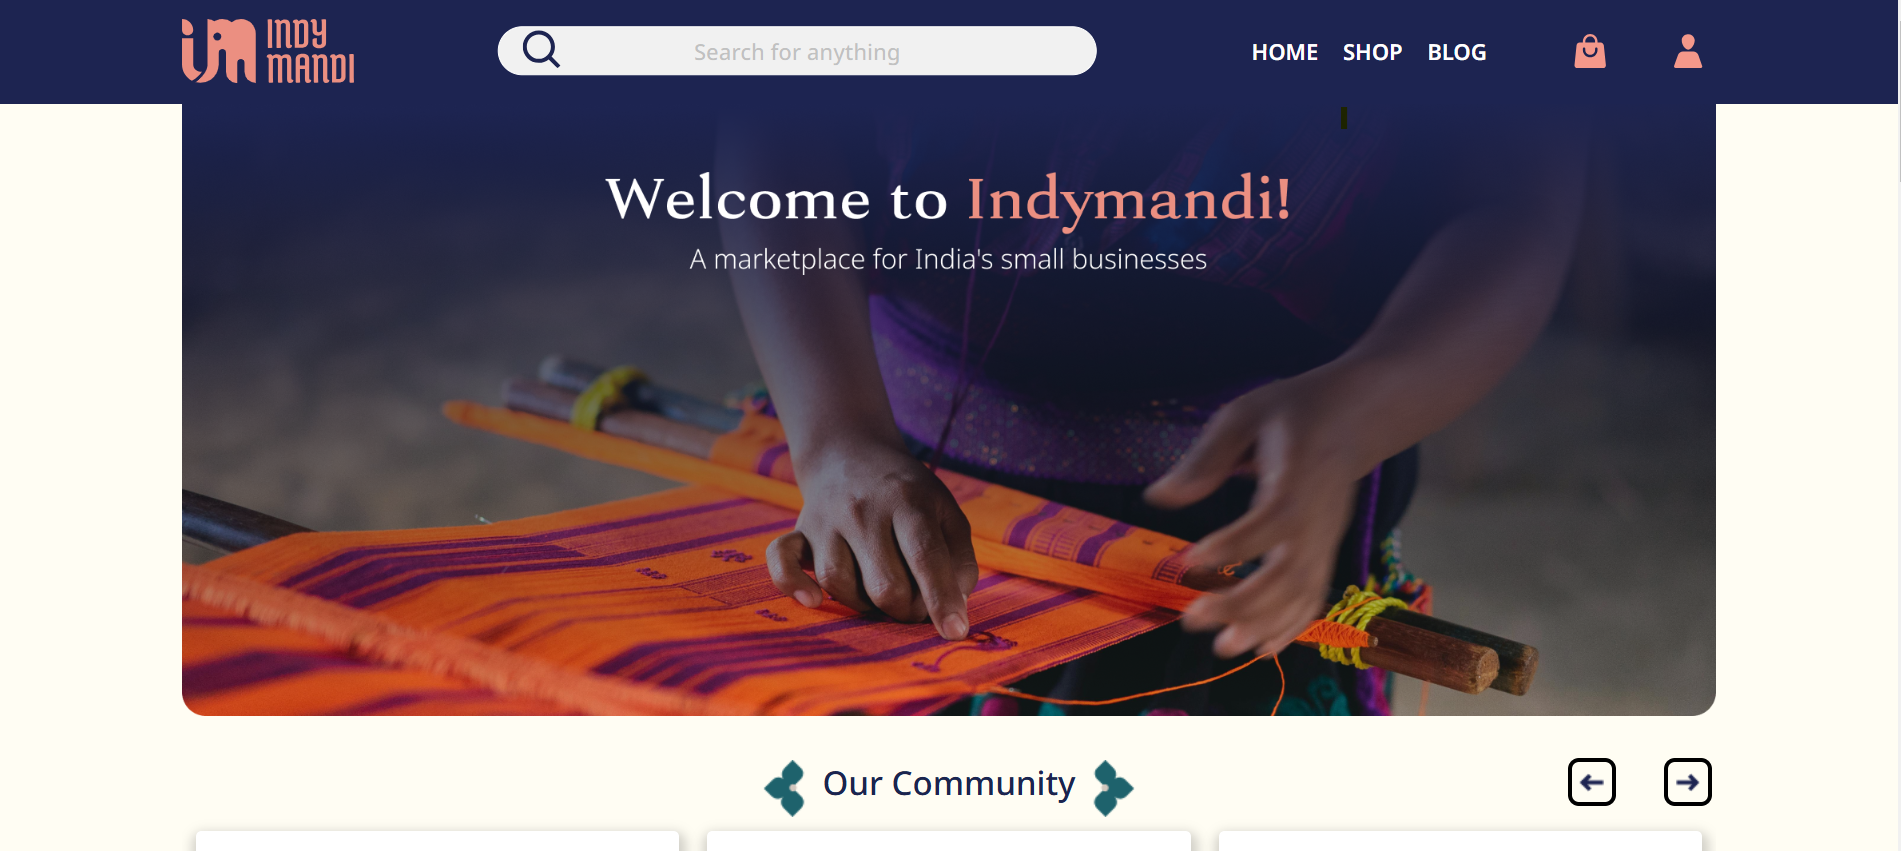 INDY
MANDI
Search for anything
HOME SHOP BLOG
Welcome to Indymandi!
A marketplace for India's small businesses
Our Community